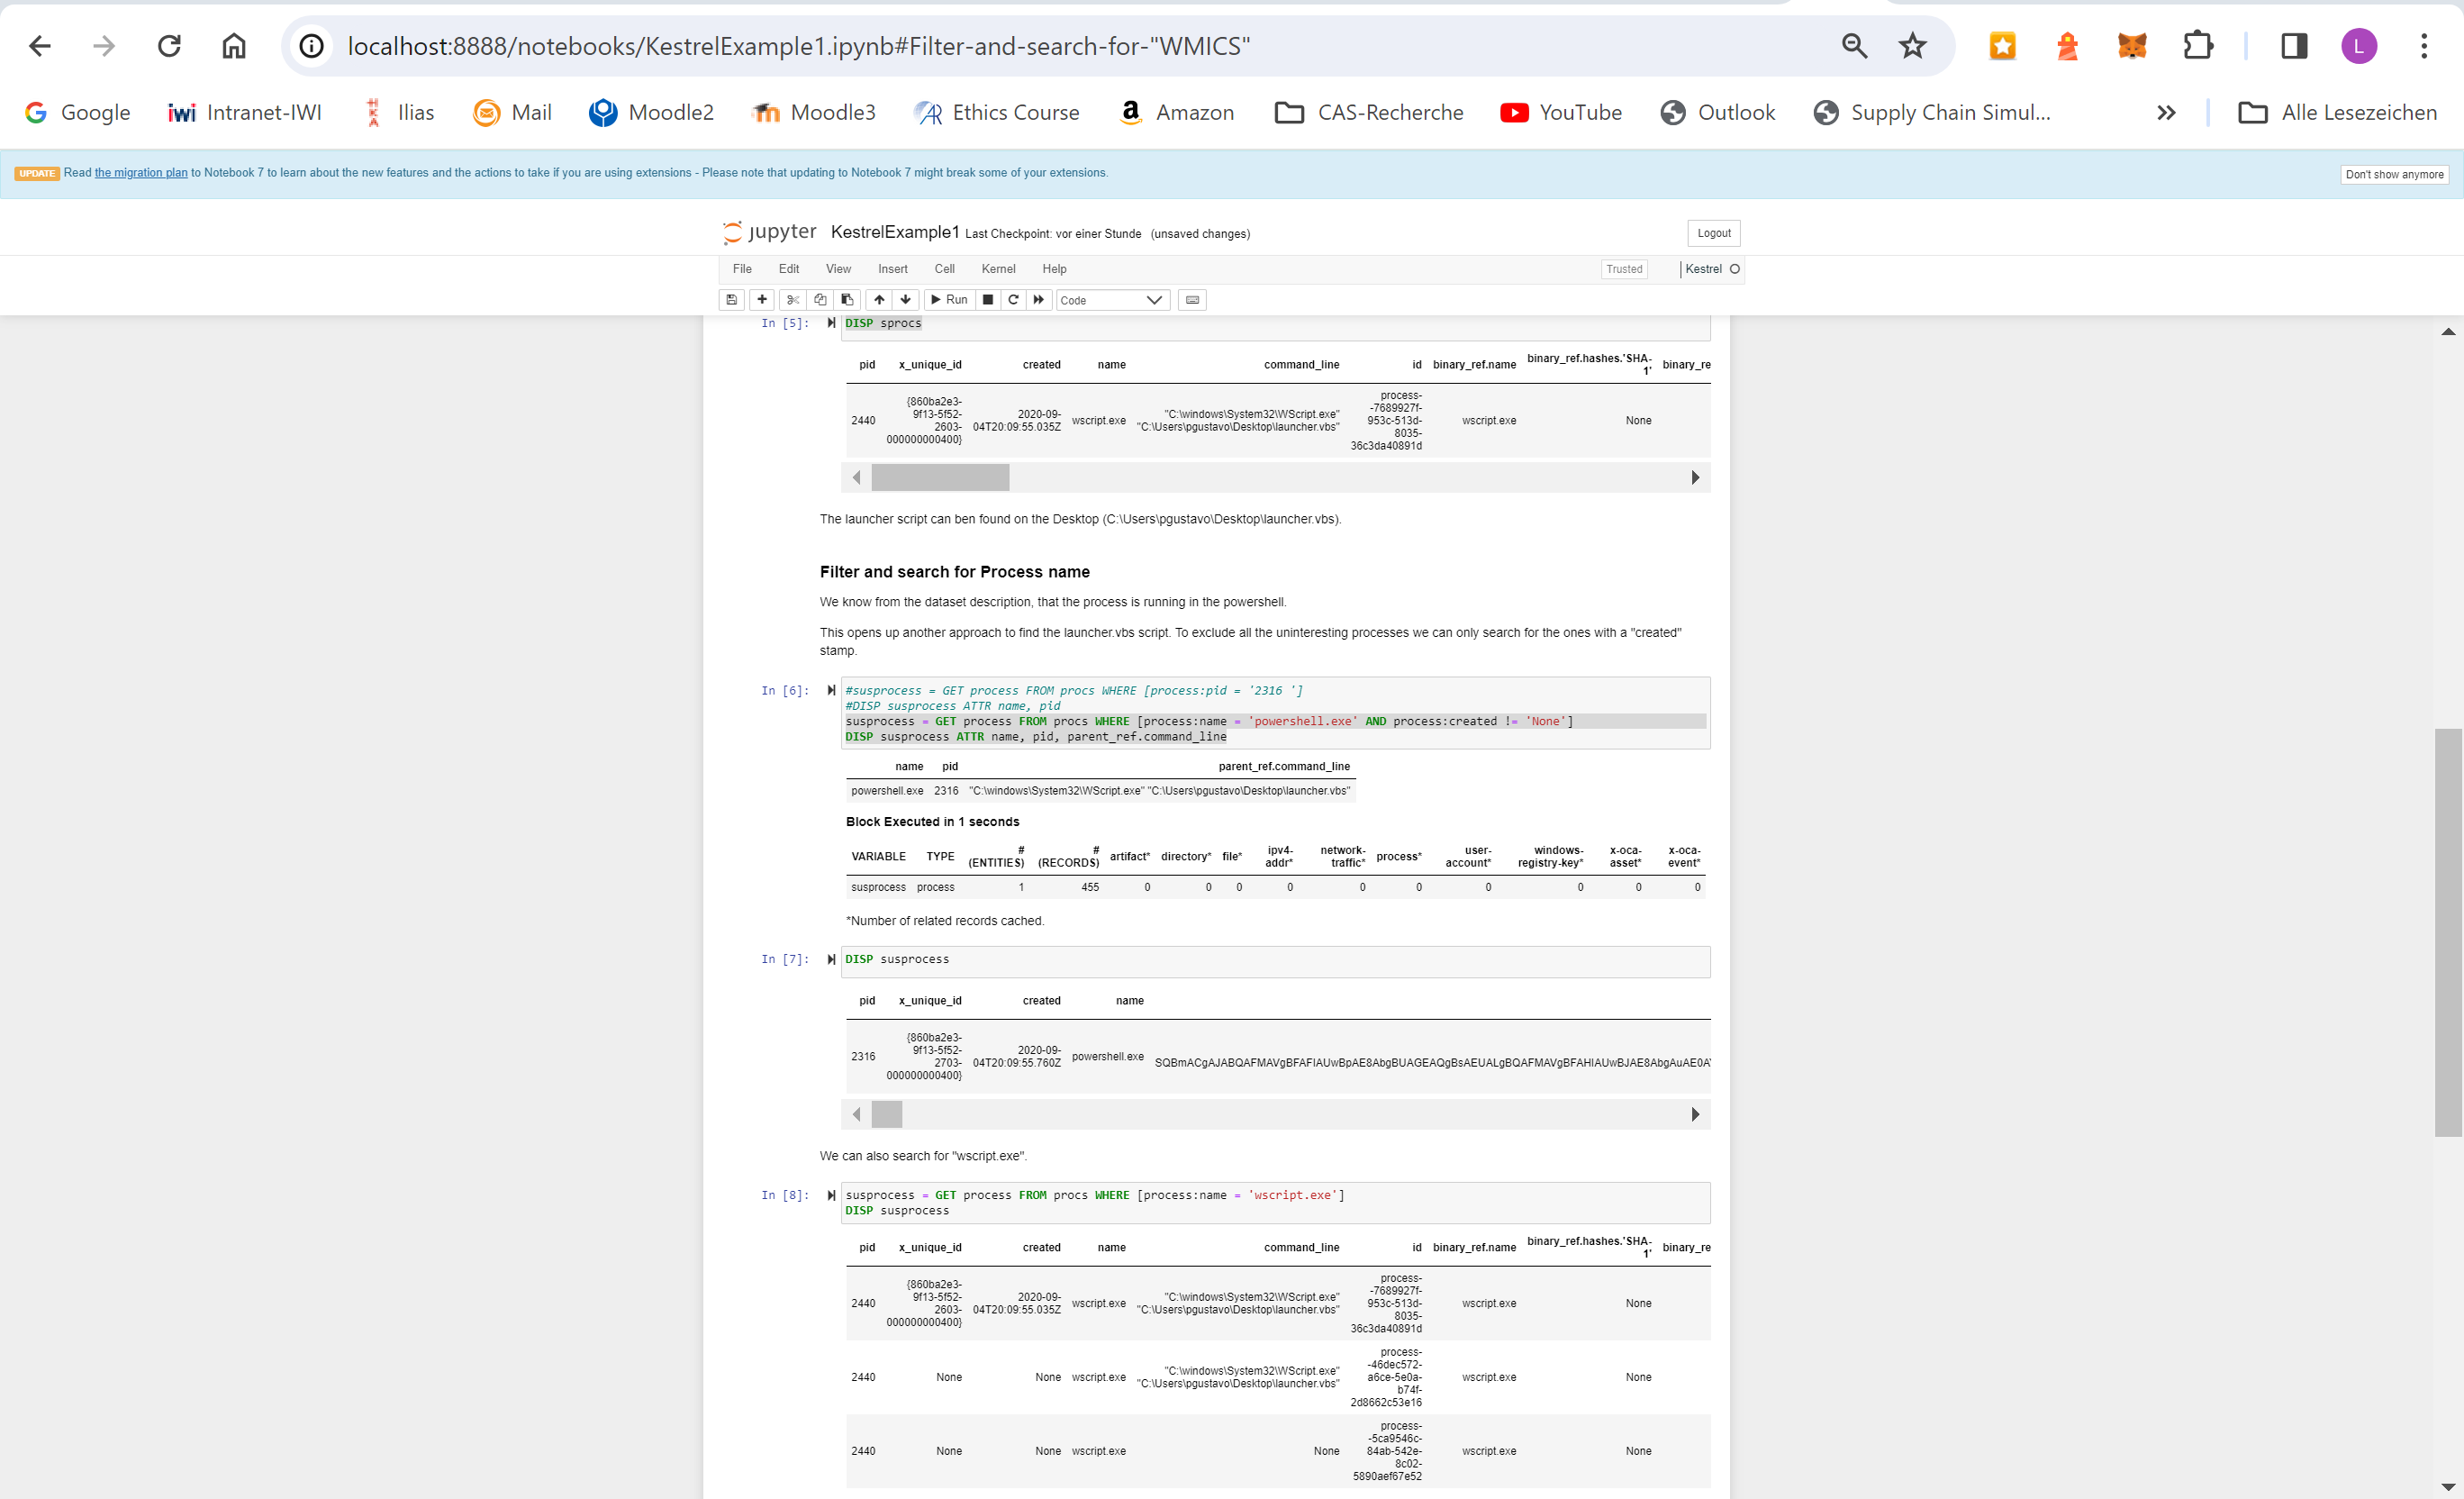 localhost:8888/notebooks/KestrelExample1.ipynb#Filter-and-search-for-"WMICS"
L
Google Intranet-IWI Ilias Mail Moodle2 Moodle3 Ethics Course Amazon CAS-Recherche YouTube Outlook Supply Chain Simul... Alle Lesezeichen
UPDATE Read the migration plan to Notebook 7 to learn about the new features and the actions to take if you are using extensions - Please note that updating to Notebook 7 might break some of your extensions. Don't show anymore
jupyter KestrelExample1 Last Checkpoint: vor einer Stunde (unsaved changes) Logout
File Edit View Insert Cell Kernel Help Trusted Kestrel
Run Code
In [5]: DISP sprocs
pid x_unique_id created name command_line id binary_ref.name binary_ref.hashes.'SHA-1' binary_re
2440 {860ba2e3-9f13-5f52-2603-000000000400} 2020-09-04T20:09:55.035Z wscript.exe "C:\windows\System32\WScript.exe" "C:\Users\pgustavo\Desktop\launcher.vbs" process--7689927f-953c-513d-8035-36c3da40891d wscript.exe None
The launcher script can ben found on the Desktop (C:\Users\pgustavo\Desktop\launcher.vbs).
Filter and search for Process name
We know from the dataset description, that the process is running in the powershell.
This opens up another approach to find the launcher.vbs script. To exclude all the uninteresting processes we can only search for the ones with a "created"
stamp.
In [6]: #susprocess = GET process FROM procs WHERE [process:pid = '2316 ']
#DISP susprocess ATTR name, pid
susprocess = GET process FROM procs WHERE [process:name = 'powershell.exe' AND process:created != 'None']
DISP susprocess ATTR name, pid, parent_ref.command_line
name pid parent_ref.command_line
powershell.exe 2316 "C:\windows\System32\WScript.exe" "C:\Users\pgustavo\Desktop\launcher.vbs"
Block Executed in 1 seconds
VARIABLE TYPE # (ENTITIES) # (RECORDS) artifact* directory* file* ipv4-addr* network-traffic* process* user-account* windows-registry-key* x-oca-asset* x-oca-event*
susprocess process 1 455 0 0 0 0 0 0 0 0 0 0
*Number of related records cached.
In [7]: DISP susprocess
pid x_unique_id created name
2316 {860ba2e3-9f13-5f52-2703-000000000400} 2020-09-04T20:09:55.760Z powershell.exe
We can also search for "wscript.exe".
In [8]: susprocess = GET process FROM procs WHERE [process:name = 'wscript.exe']
DISP susprocess
pid x_unique_id created name command_line id binary_ref.name binary_ref.hashes.'SHA-1' binary_re
2440 {860ba2e3-9f13-5f52-2603-000000000400} 2020-09-04T20:09:55.035Z wscript.exe "C:\windows\System32\WScript.exe" "C:\Users\pgustavo\Desktop\launcher.vbs" process--7689927f-953c-513d-8035-36c3da40891d wscript.exe None
2440 None None wscript.exe "C:\windows\System32\WScript.exe" "C:\Users\pgustavo\Desktop\launcher.vbs" process--46dec572-a6ce-5e0a-b74f-2d8662c53e16 wscript.exe None
2440 None None wscript.exe None process--5ca9546c-84ab-542e-8c02-5890aef67e52 wscript.exe None